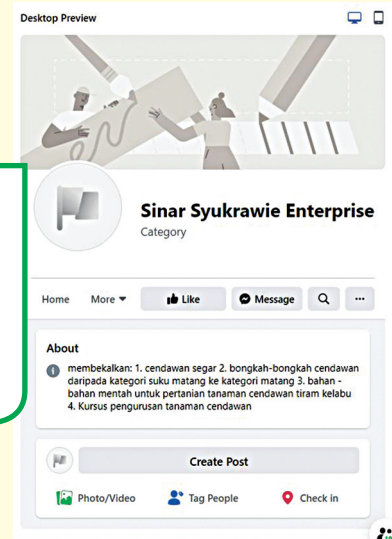 Desktop Preview
Sinar Syukrawie Enterprise
Category
Home More Like Message
About
membekalkan: 1. cendawan segar 2. bongkah-bongkah cendawan
daripada kategori suku matang ke kategori matang 3. bahan -
bahan mentah untuk pertanian tanaman cendawan tiram kelabu
4. Kursus pengurusan tanaman cendawan
Create Post
Photo/Video Tag People Check in